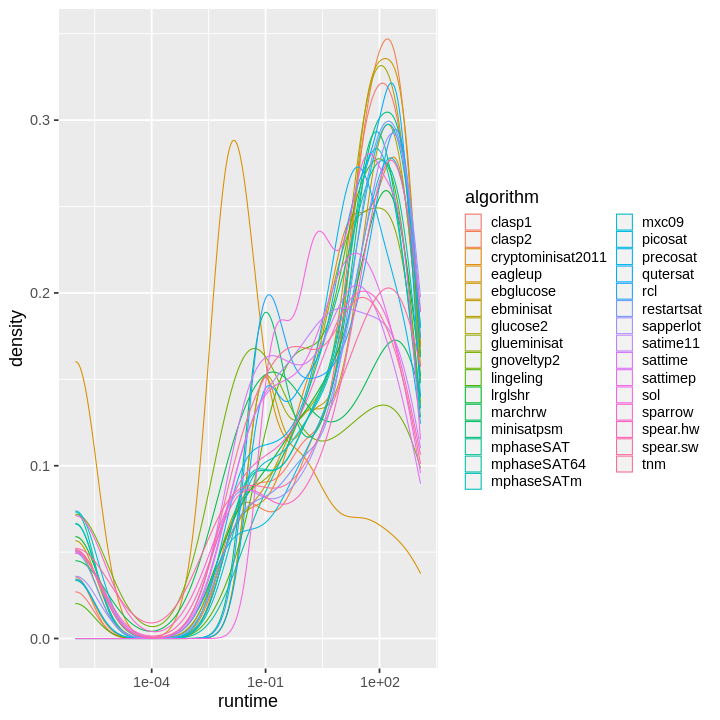 density
0.3
0.2
0.1
0.0
1e-04
1e-01
1e+02
runtime
algorithm
clasp1
clasp2
cryptominisat2011
eagleup
ebglucose
ebminisat
glucose2
glueminisat
gnoveltyp2
lingeling
lrglshr
marchrw
minisatpsm
mphaseSAT
mphaseSAT64
mphaseSATm
mxc09
picosat
precosat
qutersat
rcl
restartsat
sapperlot
satime11
sattime
sattimep
sol
sparrow
spear.hw
spear.sw
tnm